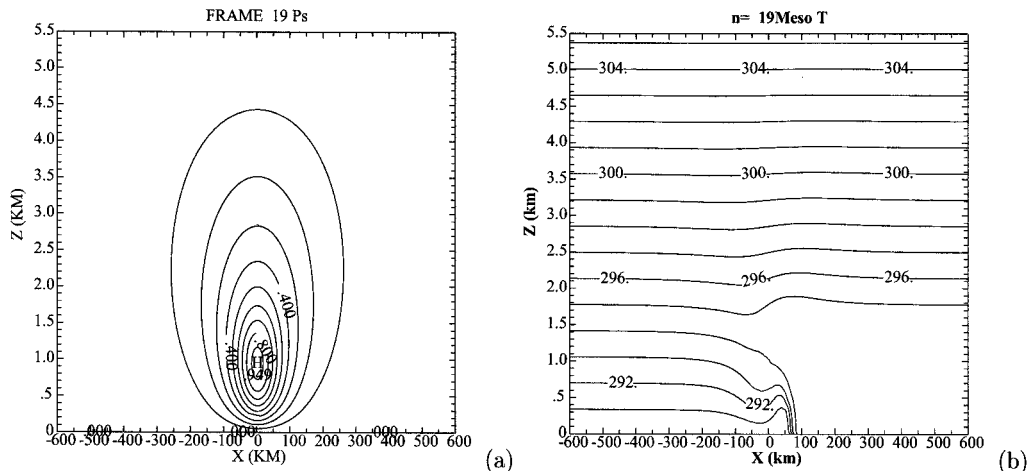 FRAME 19 Ps
5.5
5.0
4.5
4.0
3.5
3.0
2.5
2.0
1.5
1.0
.5
0
Z (KM)
.400
.400
.800
H
.949
.000 .000 .000
-600 -500 -400 -300 -200 -100 0 100 200 300 400 500 600
X (KM)
(a)
n= 19Meso T
5.5
5.0
4.5
4.0
3.5
3.0
2.5
2.0
1.5
1.0
.5
0
Z (km)
304. 304. 304.
300. 300. 300.
296. 296. 296.
292. 292.
-600 -500 -400 -300 -200 -100 0 100 200 300 400 500 600
X (km)
(b)